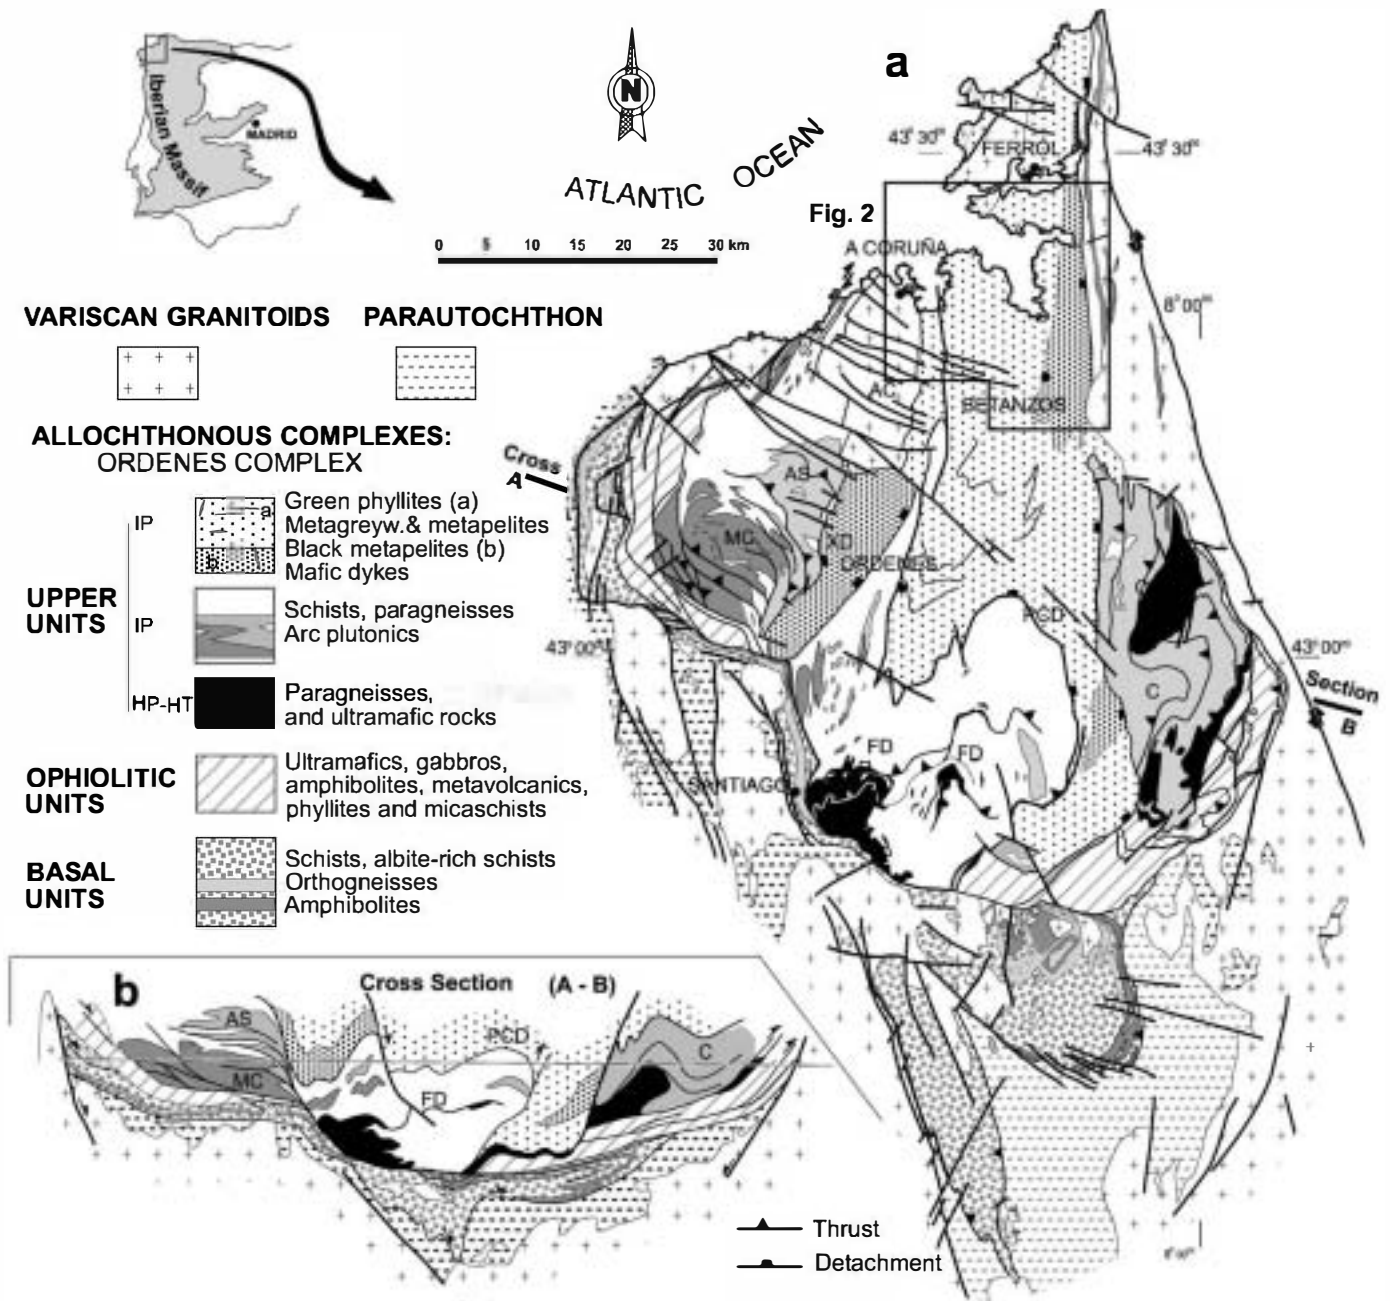 a
Iberian Massif
MADRID
N
ATLANTIC OCEAN
43° 30'
FERROL
43° 30'
Fig. 2
0 5 10 15 20 25 30 km
A CORUÑA
8° 00'
VARISCAN GRANITOIDS
PARAUTOCHTHON
AC
BETANZOS
ALLOCHTHONOUS COMPLEXES:
ORDENES COMPLEX
Cross
A
AS
IP
a
Green phyllites (a)
Metagreyw.& metapelites
b
Black metapelites (b)
Mafic dykes
MC
XD
ORDENES
UPPER
UNITS
IP
Schists, paragneisses
Arc plutonics
43° 00'
43° 00'
HP-HT
Paragneisses,
and ultramafic rocks
C
Section
B
FD
FD
SANTIAGO
OPHIOLITIC
UNITS
Ultramafics, gabbros,
amphibolites, metavolcanics,
phyllites and micaschists
BASAL
UNITS
Schists, albite-rich schists
Orthogneisses
Amphibolites
b
Cross Section (A - B)
AS
MC
FD
PCD
C
Thrust
Detachment